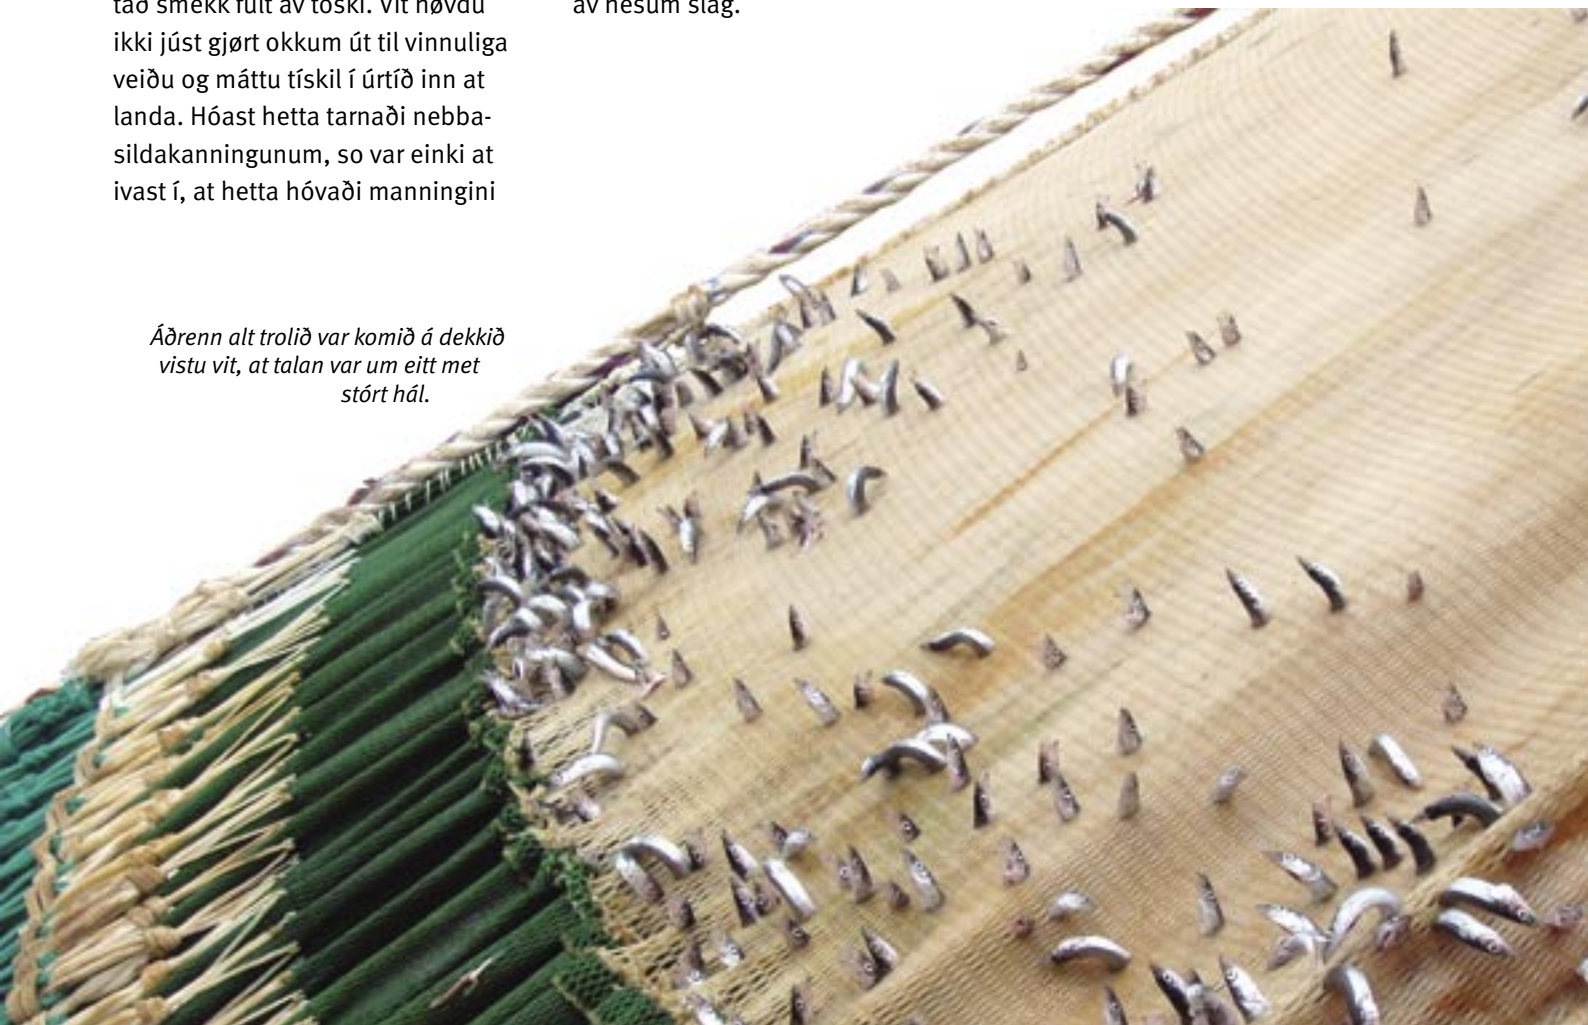 tað smekk fult av toski. Vit høvdu
ikki júst gjørt okkum út til vinnuliga
veiðu og máttu tískil í úrtíð inn at
landa. Hóast hetta tarnaði nebba-
sildakanningunum, so var einki at
ivast í, at hetta hóvaði manningini
av hesum slag.
Áðrenn alt trolið var komið á dekkið
vistu vit, at talan var um eitt met
stórt hál.